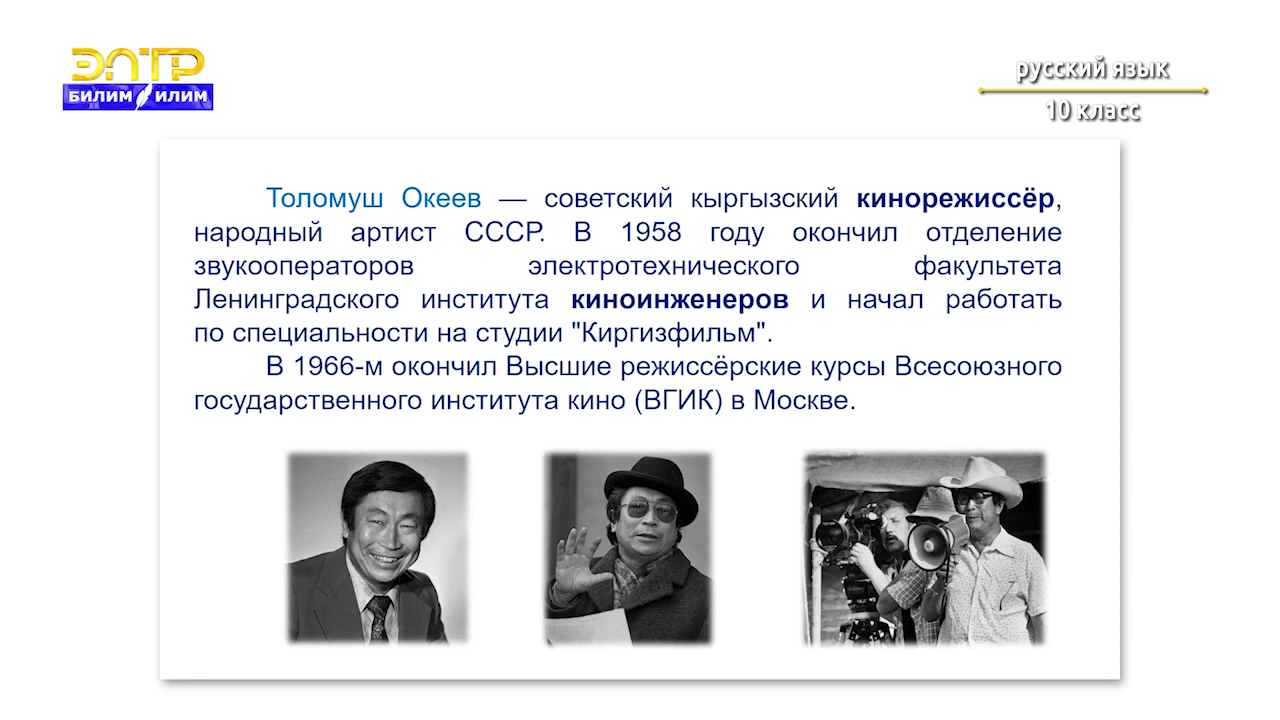 ЭЛТР
БИЛИМ ИЛИМ
русский язык
10 класс
Толомуш Океев — советский кыргызский кинорежиссёр,
народный артист СССР. В 1958 году окончил отделение
звукооператоров электротехнического факультета
Ленинградского института киноинженеров и начал работать
по специальности на студии "Киргизфильм".
В 1966-м окончил Высшие режиссёрские курсы Всесоюзного
государственного института кино (ВГИК) в Москве.